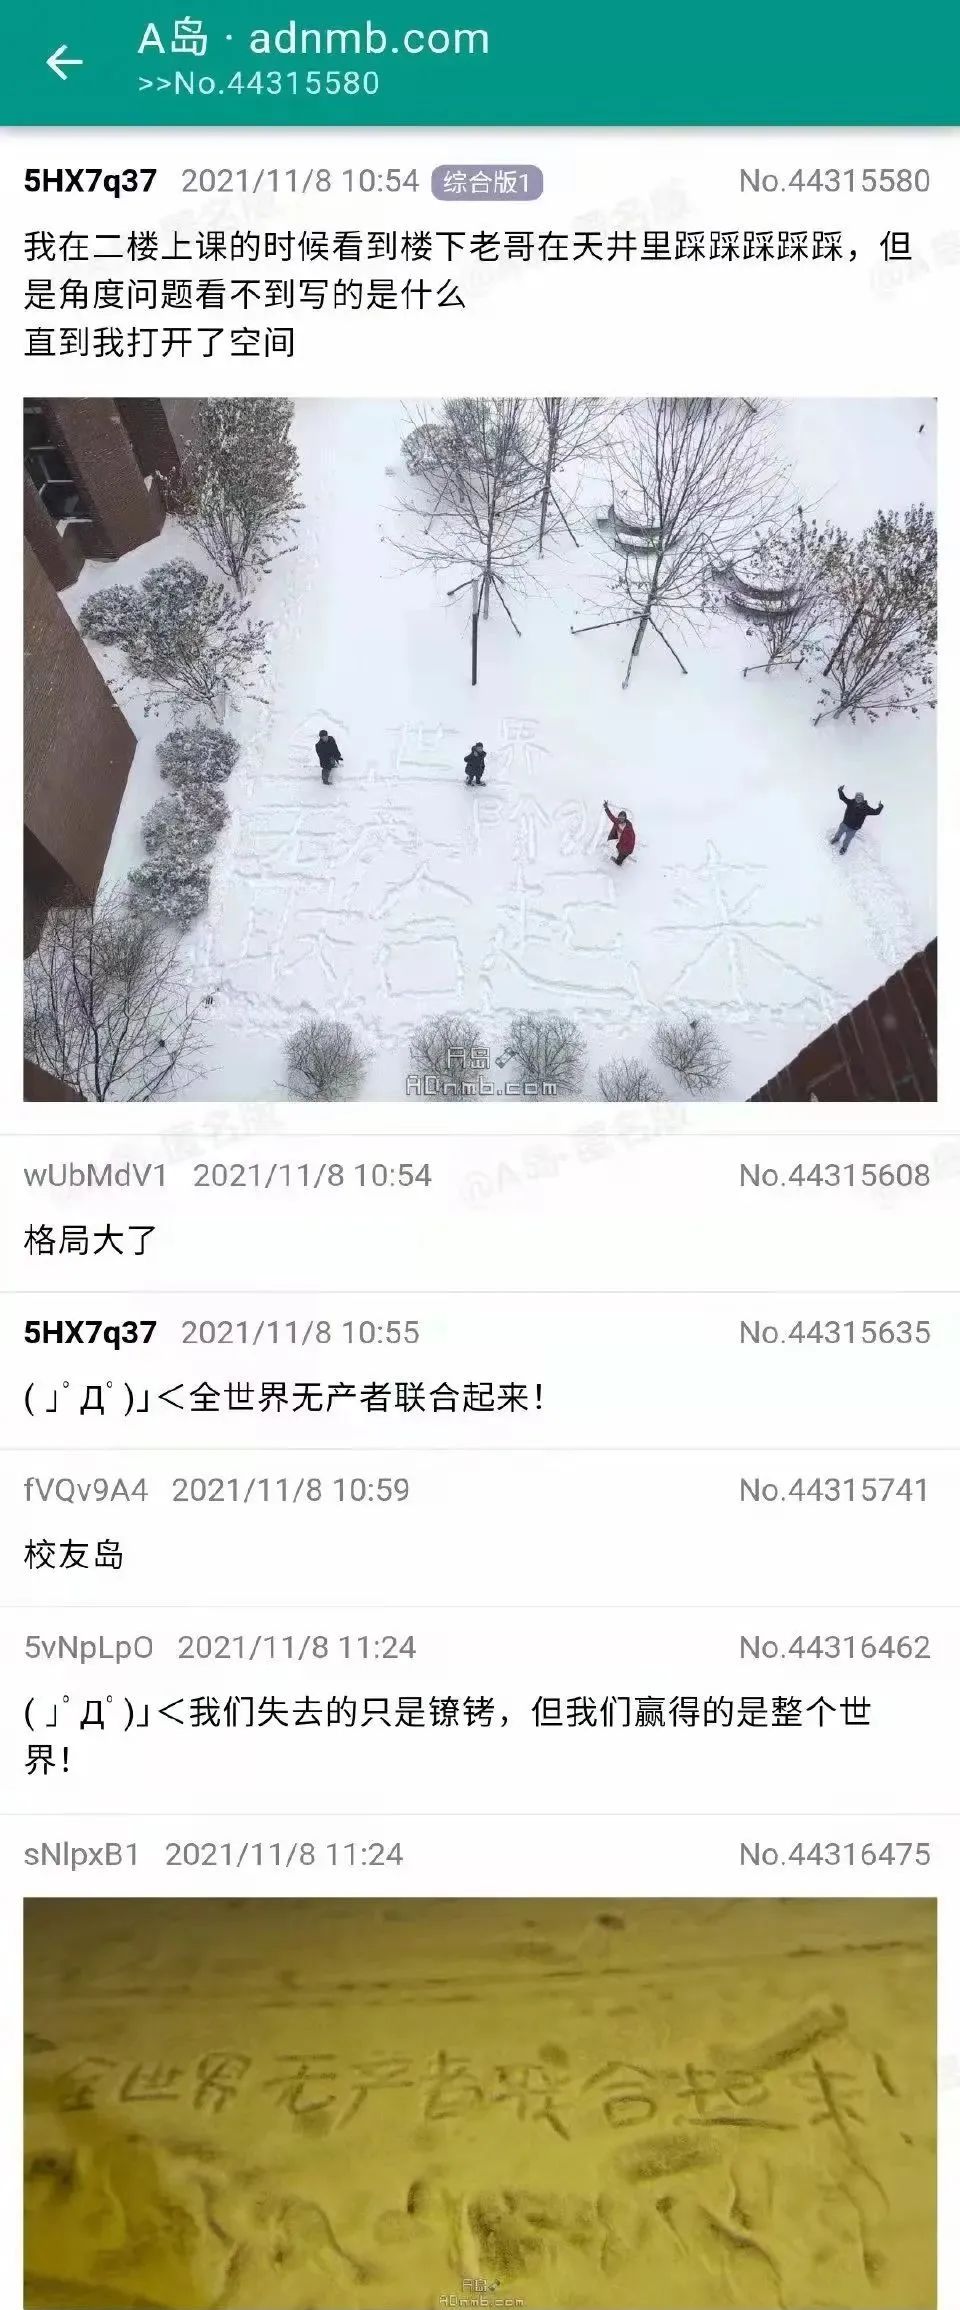 A岛 · adnmb.com
>>No.44315580
5HX7q37 2021/11/8 10:54 综合版1 No.44315580
我在二楼上课的时候看到楼下老哥在天井里踩踩踩踩踩，但
是角度问题看不到写的是什么
直到我打开了空间
全世界
无产阶级
联合起来
A岛
ADnmb.com
wUbMdV1 2021/11/8 10:54 No.44315608
格局大了
5HX7q37 2021/11/8 10:55 No.44315635
(｣ﾟДﾟ)｣＜全世界无产者联合起来！
fVQv9A4 2021/11/8 10:59 No.44315741
校友岛
5vNpLpO 2021/11/8 11:24 No.44316462
(｣ﾟДﾟ)｣＜我们失去的只是镣铐，但我们赢得的是整个世
界！
sNlpxB1 2021/11/8 11:24 No.44316475
全世界无产者联合起来！
A岛
ADnmb.com